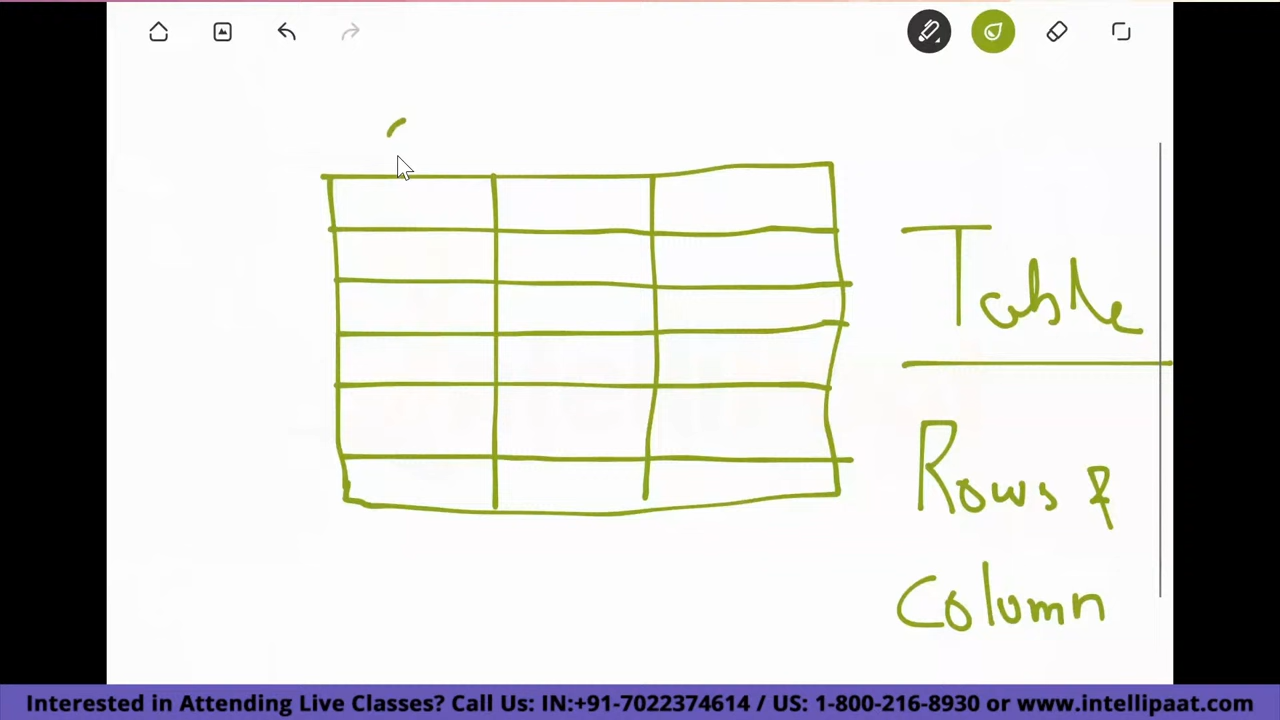 Table
Rows &
Column
Interested in Attending Live Classes? Call Us: IN:+91-7022374614 / US: 1-800-216-8930 or www.intellipaat.com